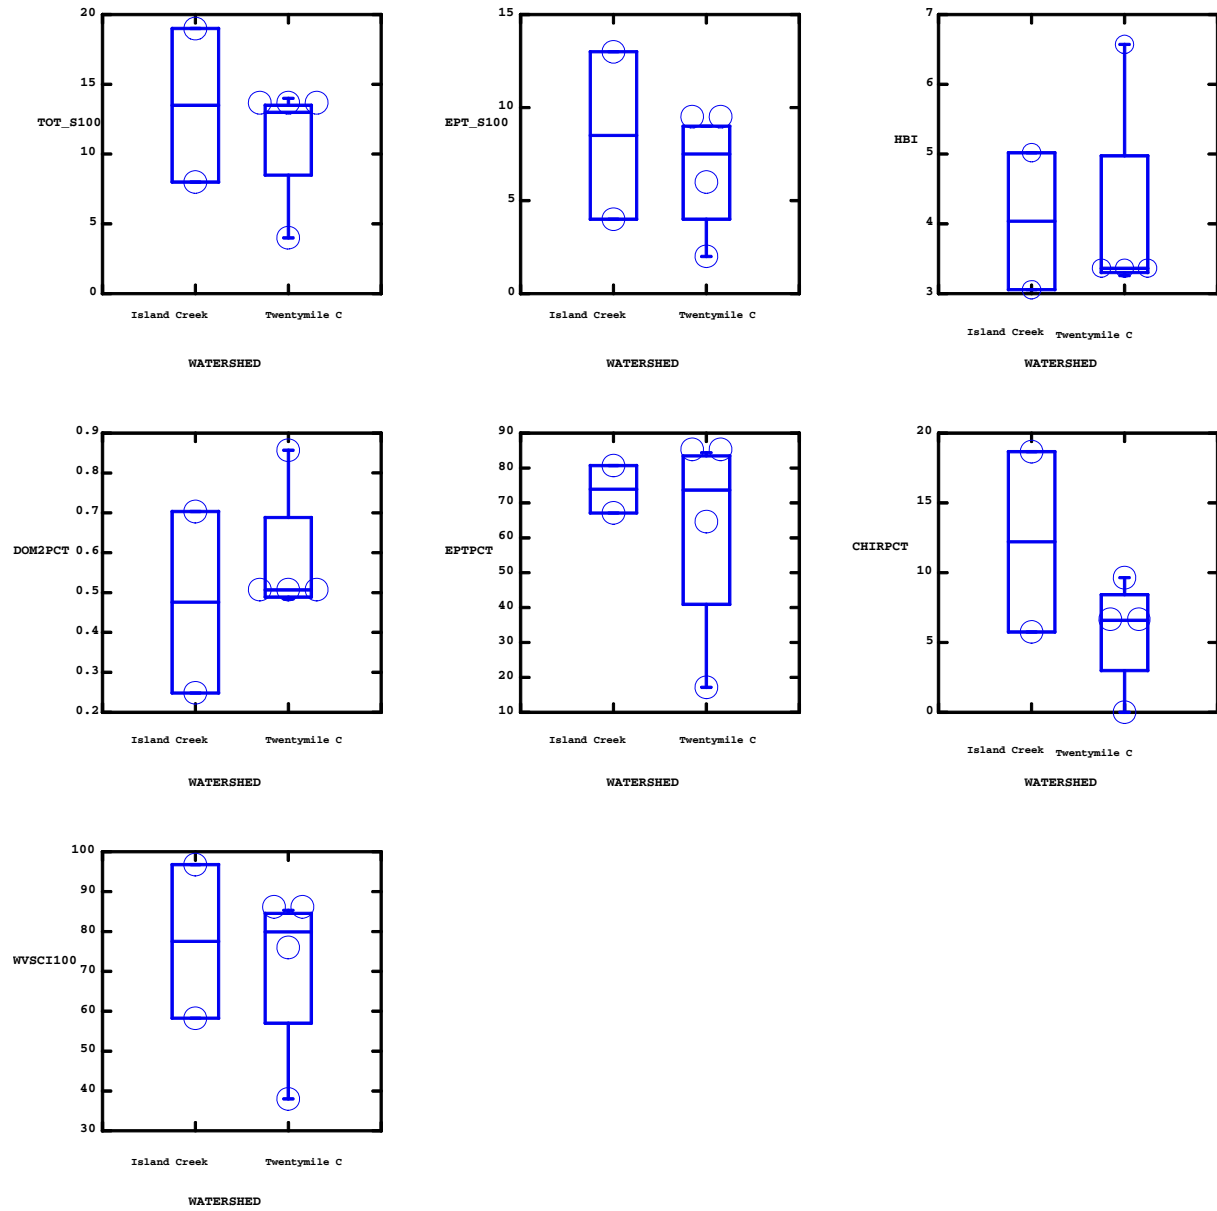 20
15
TOT_S100
10
5
0
Island Creek Twentymile C
WATERSHED
15
10
EPT_S100
5
0
Island Creek Twentymile C
WATERSHED
7
6
HBI
5
4
3
Island Creek Twentymile C
WATERSHED
0.9
0.8
0.7
DOM2PCT 0.6
0.5
0.4
0.3
0.2
Island Creek Twentymile C
WATERSHED
90
80
70
60
EPTPCT
50
40
30
20
10
Island Creek Twentymile C
WATERSHED
20
15
CHIRPCT
10
5
0
Island Creek Twentymile C
WATERSHED
100
90
80
WVSCI100
70
60
50
40
30
Island Creek Twentymile C
WATERSHED